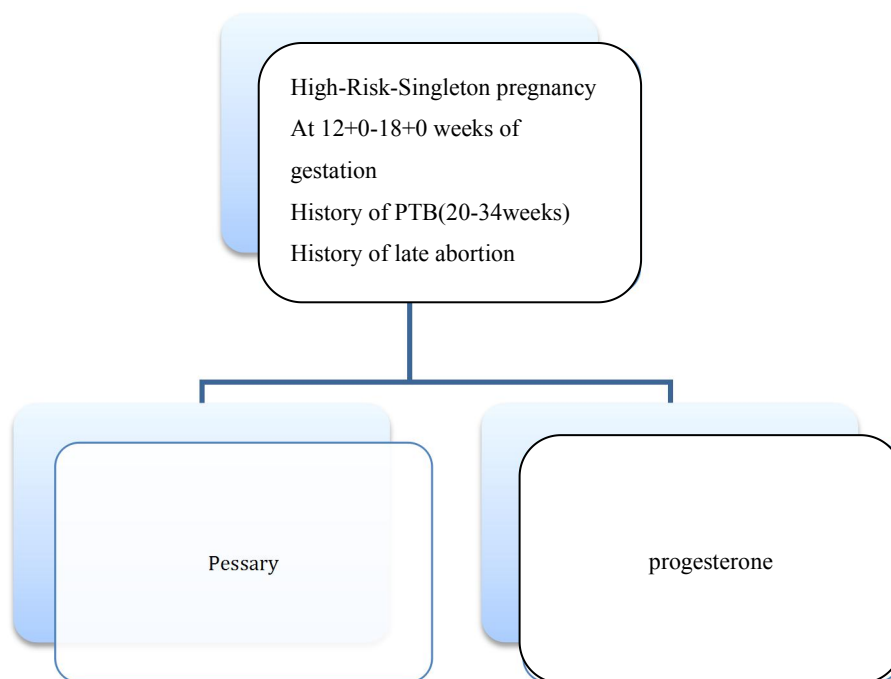 High-Risk-Singleton pregnancy
At 12+0-18+0 weeks of
gestation
History of PTB(20-34weeks)
History of late abortion
Pessary
progesterone